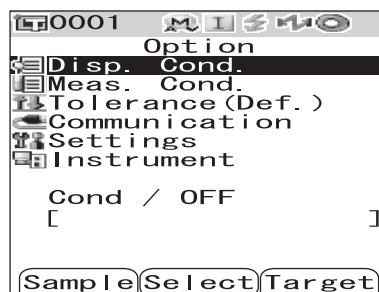 0001 M I
Option
Disp. Cond.
Meas. Cond.
Tolerance(Def.)
Communication
Settings
Instrument
Cond / OFF
[ ]
Sample Select Target